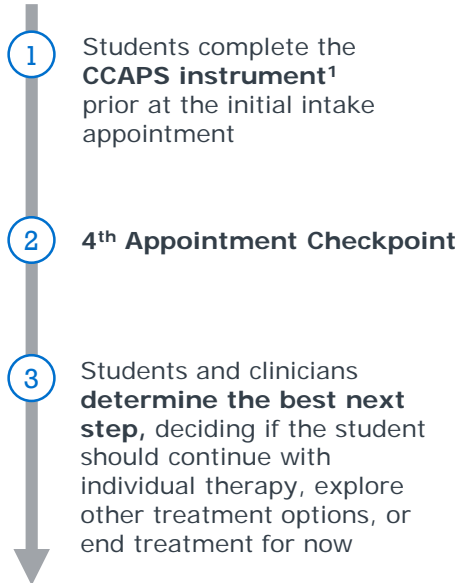 1
Students complete the
CCAPS instrument¹
prior at the initial intake
appointment
2
4th Appointment Checkpoint
3
Students and clinicians
determine the best next
step, deciding if the student
should continue with
individual therapy, explore
other treatment options, or
end treatment for now